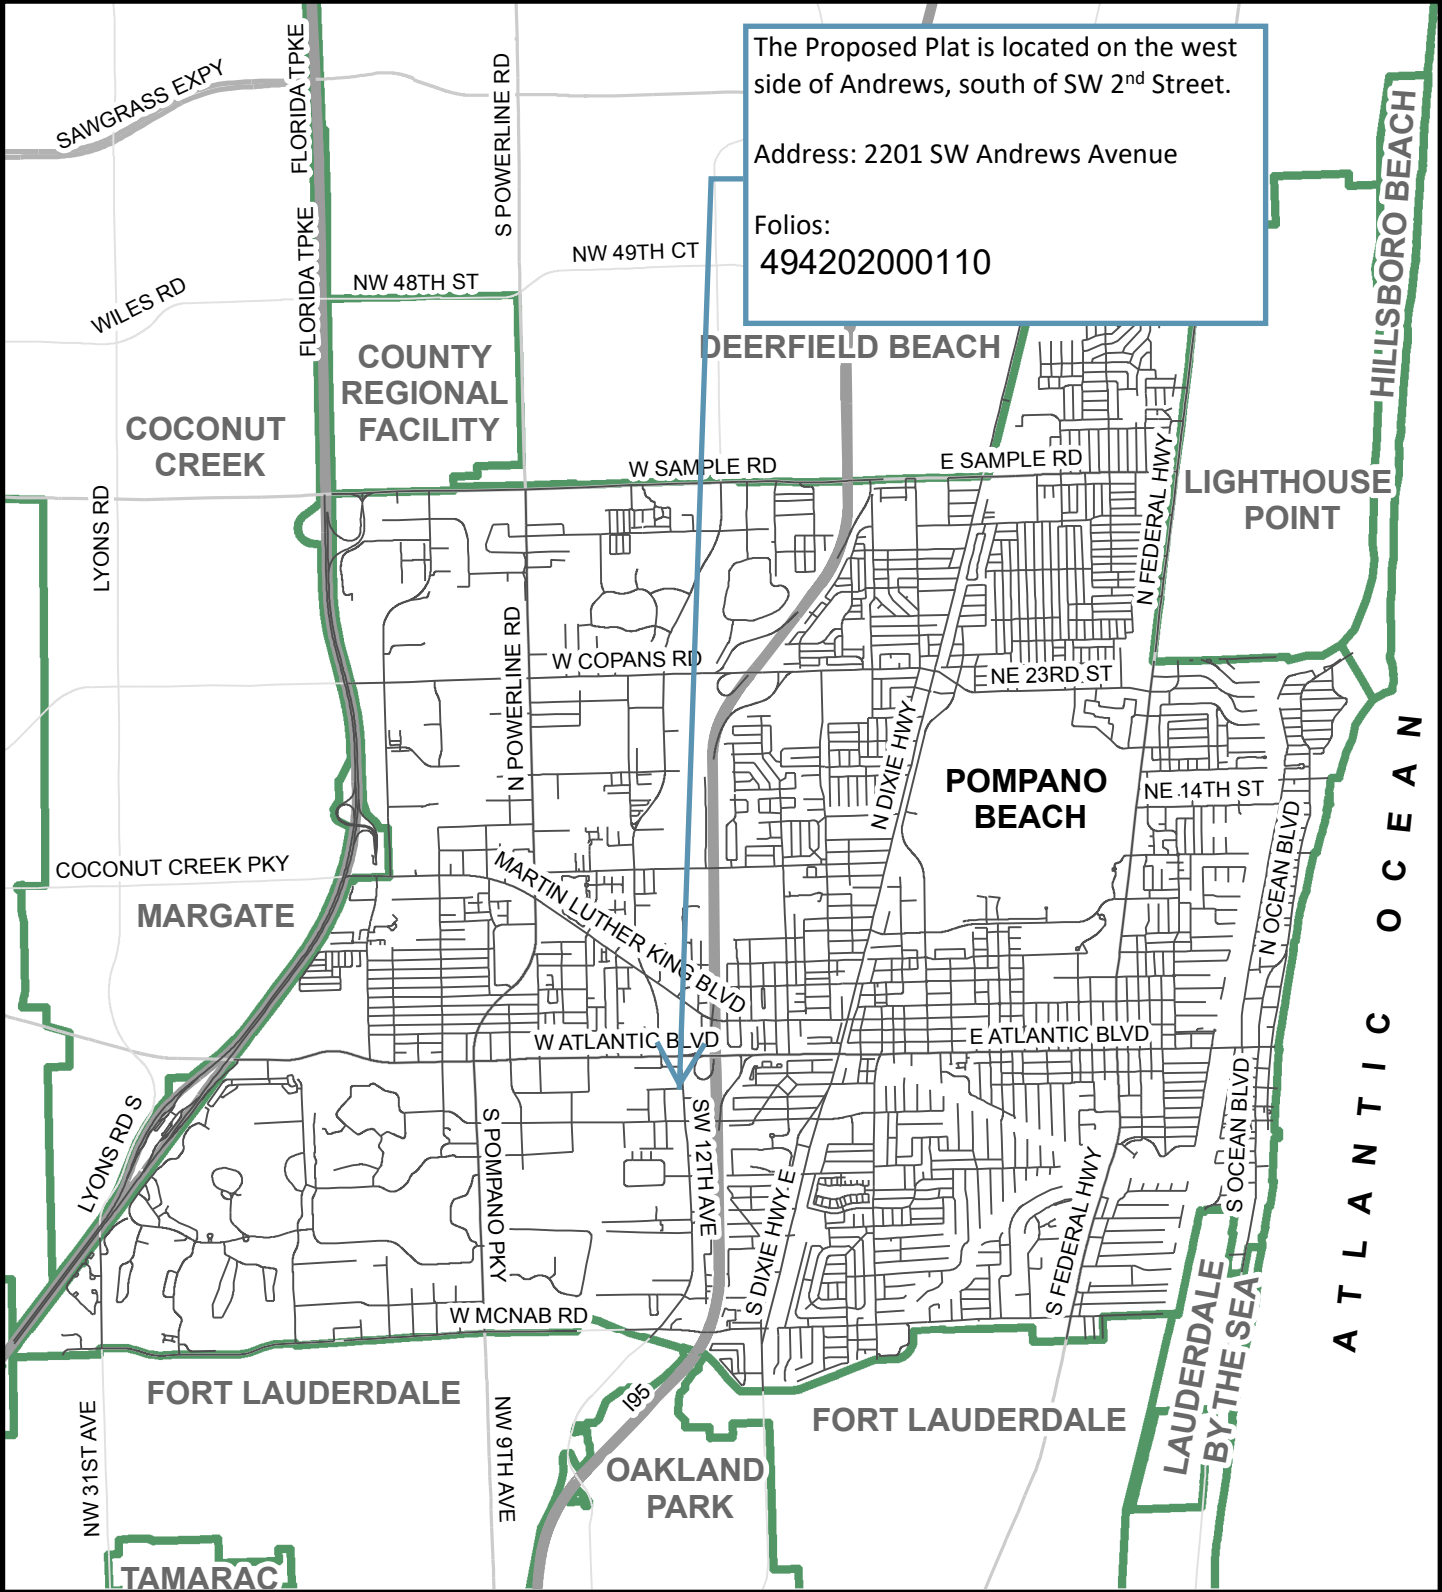 The Proposed Plat is located on the west
side of Andrews, south of SW 2nd Street.
Address: 2201 SW Andrews Avenue
Folios:
494202000110
SAWGRASS EXPY
FLORIDA TPKE
S POWERLINE RD
HILLSBORO BEACH
FLORIDA TPKE
NW 49TH CT
NW 48TH ST
WILES RD
COUNTY
REGIONAL
FACILITY
DEERFIELD BEACH
COCONUT
CREEK
W SAMPLE RD
E SAMPLE RD
LIGHTHOUSE
POINT
LYONS RD
N FEDERAL HWY
N POWERLINE RD
W COPANS RD
NE 23RD ST
N DIXIE HWY
POMPANO
BEACH
NE 14TH ST
N OCEAN BLVD
ATLANTIC OCEAN
COCONUT CREEK PKY
MARGATE
MARTIN LUTHER KING BLVD
W ATLANTIC BLVD
E ATLANTIC BLVD
LYONS RD S
S POMPANO PKY
SW 12TH AVE
S DIXIE HWY E
S FEDERAL HWY
S OCEAN BLVD
W MCNAB RD
LAUDERDALE
BY THE SEA
FORT LAUDERDALE
I95
FORT LAUDERDALE
NW 31ST AVE
NW 9TH AVE
OAKLAND
PARK
TAMARAC